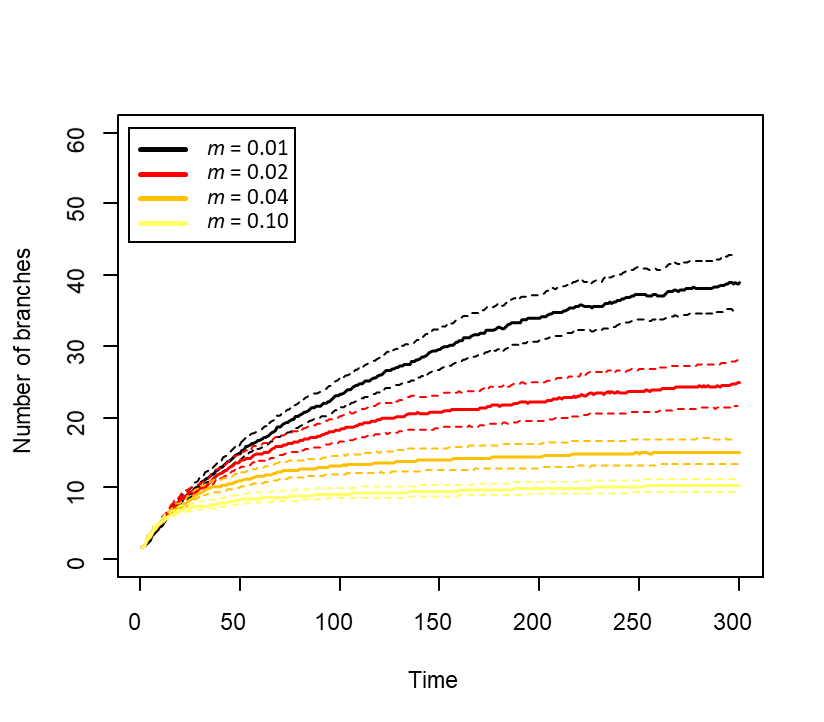 m = 0.01
m = 0.02
m = 0.04
m = 0.10
Number of branches
60
50
40
30
20
10
0
0 50 100 150 200 250 300
Time